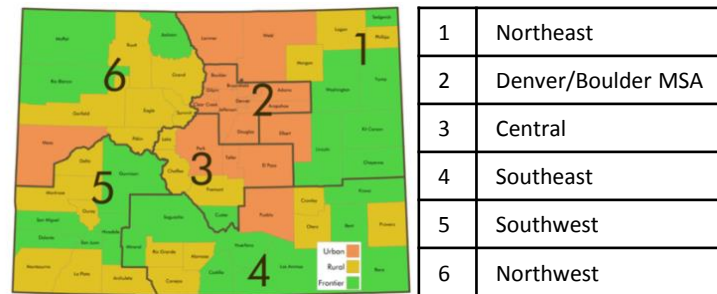 Sedgwick
Moffat
Jackson
Larimer
Weld
Logan
Phillips
Routt
1
6
Morgan
Grand
Boulder
Rio Blanco
Broomfield
Adams
Washington
Yuma
Gilpin
2
Denver
Clear Creek
Arapahoe
Jefferson
Garfield
Eagle
Summit
Douglas
Elbert
Kit Carson
Mesa
Pitkin
Lake
Park
Lincoln
Delta
3
Teller
Cheyenne
Chaffee
El Paso
Gunnison
5
Fremont
Montrose
Kiowa
Crowley
Ouray
Custer
Pueblo
San Miguel
Saguache
Otero
Bent
Prowers
Hinsdale
Dolores
San Juan
Mineral
Huerfano
Rio Grande
Alamosa
4
Las Animas
Montezuma
La Plata
Archuleta
Conejos
Costilla
Baca
Urban
Rural
Frontier
1 Northeast
2 Denver/Boulder MSA
3 Central
4 Southeast
5 Southwest
6 Northwest